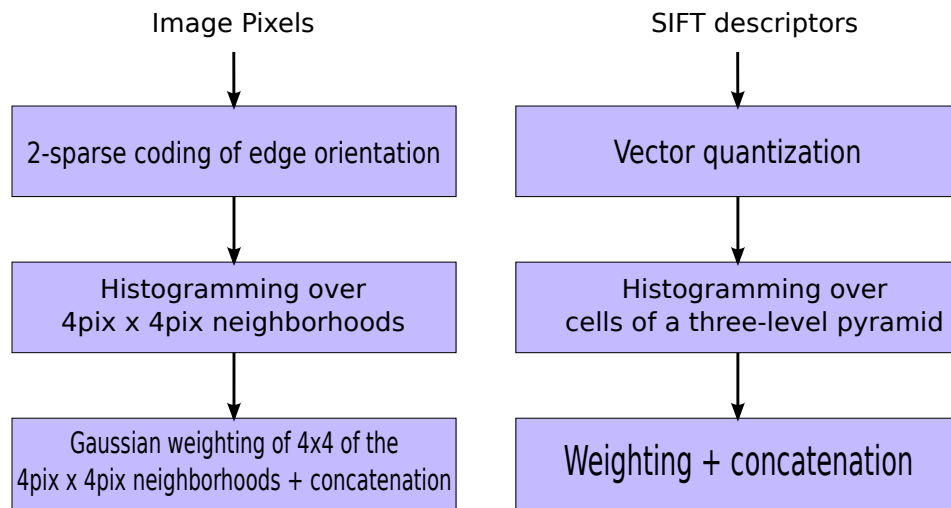 Image Pixels
2-sparse coding of edge orientation
Histogramming over
4pix x 4pix neighborhoods
Gaussian weighting of 4x4 of the
4pix x 4pix neighborhoods + concatenation
SIFT descriptors
Vector quantization
Histogramming over
cells of a three-level pyramid
Weighting + concatenation